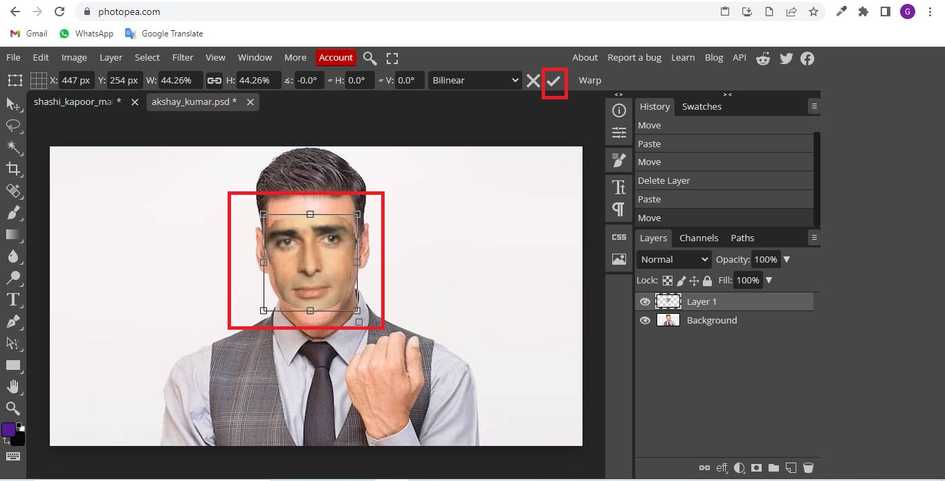 photopea.com
G
Gmail WhatsApp Google Translate
File Edit Image Layer Select Filter View Window More Account About Report a bug Learn Blog API
X: 447 px Y: 254 px W: 44.26% H: 44.26% ∡: -0.0° H: 0.0° V: 0.0° Bilinear Warp
shashi_kapoor_ma * akshay_kumar.psd *
History Swatches
Move
Paste
Move
Delete Layer
Paste
Move
CSS
Layers Channels Paths
Normal Opacity: 100%
Lock: Fill: 100%
Layer 1
Background
eff